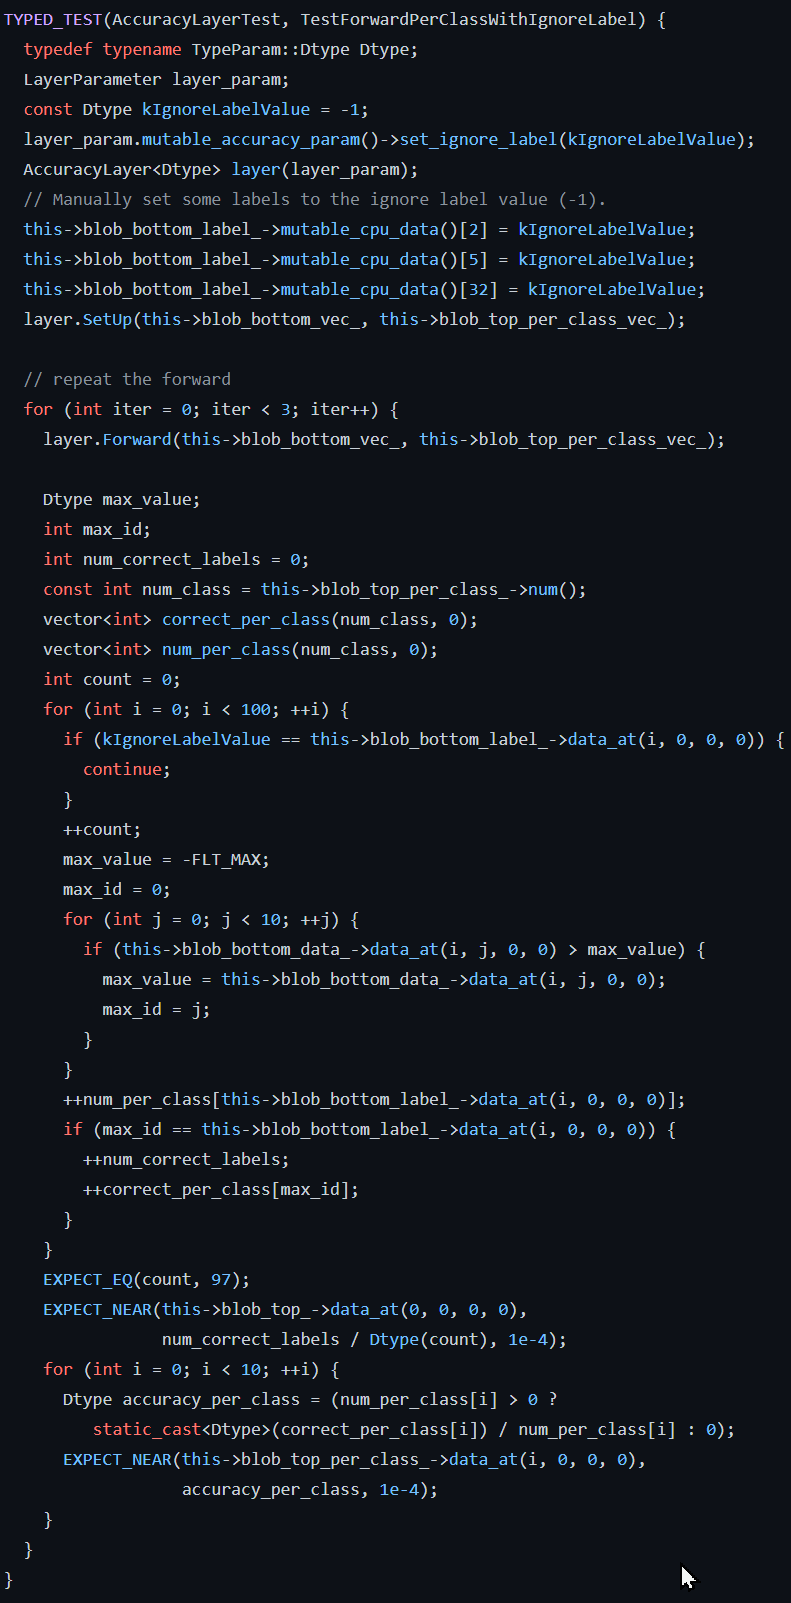 TYPED_TEST(AccuracyLayerTest, TestForwardPerClassWithIgnoreLabel) {
  typedef typename TypeParam::Dtype Dtype;
  LayerParameter layer_param;
  const Dtype kIgnoreLabelValue = -1;
  layer_param.mutable_accuracy_param()->set_ignore_label(kIgnoreLabelValue);
  AccuracyLayer<Dtype> layer(layer_param);
  // Manually set some labels to the ignore label value (-1).
  this->blob_bottom_label_->mutable_cpu_data()[2] = kIgnoreLabelValue;
  this->blob_bottom_label_->mutable_cpu_data()[5] = kIgnoreLabelValue;
  this->blob_bottom_label_->mutable_cpu_data()[32] = kIgnoreLabelValue;
  layer.SetUp(this->blob_bottom_vec_, this->blob_top_per_class_vec_);

  // repeat the forward
  for (int iter = 0; iter < 3; iter++) {
    layer.Forward(this->blob_bottom_vec_, this->blob_top_per_class_vec_);

    Dtype max_value;
    int max_id;
    int num_correct_labels = 0;
    const int num_class = this->blob_top_per_class_->num();
    vector<int> correct_per_class(num_class, 0);
    vector<int> num_per_class(num_class, 0);
    int count = 0;
    for (int i = 0; i < 100; ++i) {
      if (kIgnoreLabelValue == this->blob_bottom_label_->data_at(i, 0, 0, 0)) {
        continue;
      }
      ++count;
      max_value = -FLT_MAX;
      max_id = 0;
      for (int j = 0; j < 10; ++j) {
        if (this->blob_bottom_data_->data_at(i, j, 0, 0) > max_value) {
          max_value = this->blob_bottom_data_->data_at(i, j, 0, 0);
          max_id = j;
        }
      }
      ++num_per_class[this->blob_bottom_label_->data_at(i, 0, 0, 0)];
      if (max_id == this->blob_bottom_label_->data_at(i, 0, 0, 0)) {
        ++num_correct_labels;
        ++correct_per_class[max_id];
      }
    }
    EXPECT_EQ(count, 97);
    EXPECT_NEAR(this->blob_top_->data_at(0, 0, 0, 0),
                num_correct_labels / Dtype(count), 1e-4);
    for (int i = 0; i < 10; ++i) {
      Dtype accuracy_per_class = (num_per_class[i] > 0 ?
         static_cast<Dtype>(correct_per_class[i]) / num_per_class[i] : 0);
      EXPECT_NEAR(this->blob_top_per_class_->data_at(i, 0, 0, 0),
                  accuracy_per_class, 1e-4);
    }
  }
}